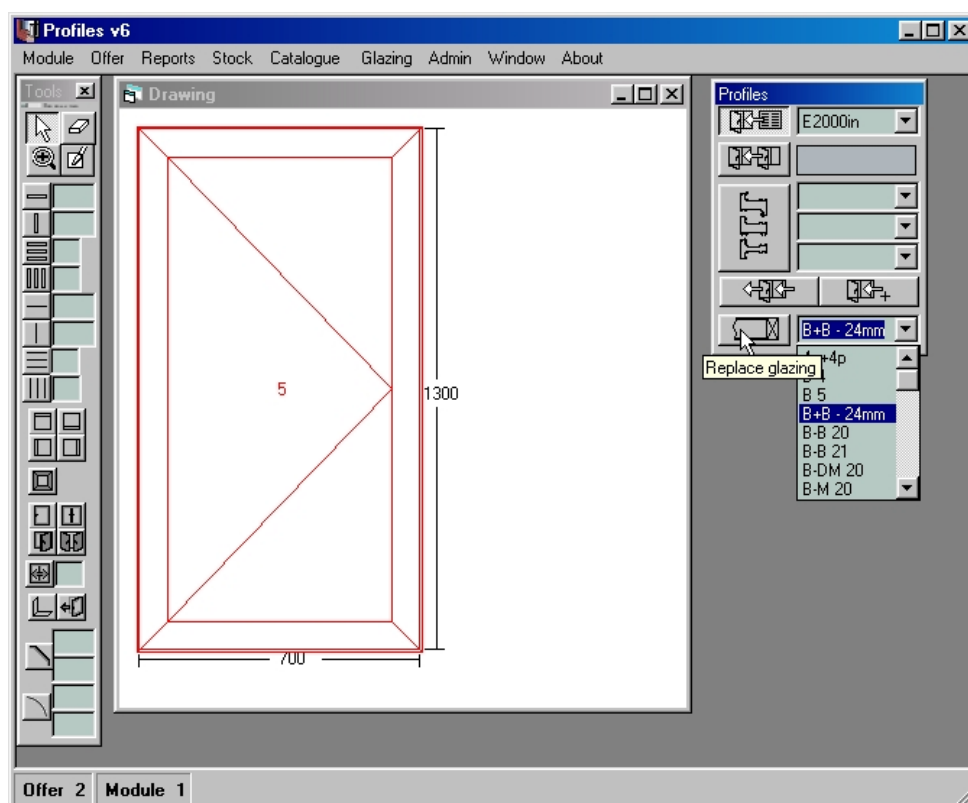 Profiles v6
Module Offer Reports Stock Catalogue Glazing Admin Window About
Tools
Drawing
5
1300
700
Profiles
E2000in
B+B - 24mm
Replace glazing
B 5
B+B - 24mm
B-B 20
B-B 21
B-DM 20
B-M 20
Offer 2 Module 1